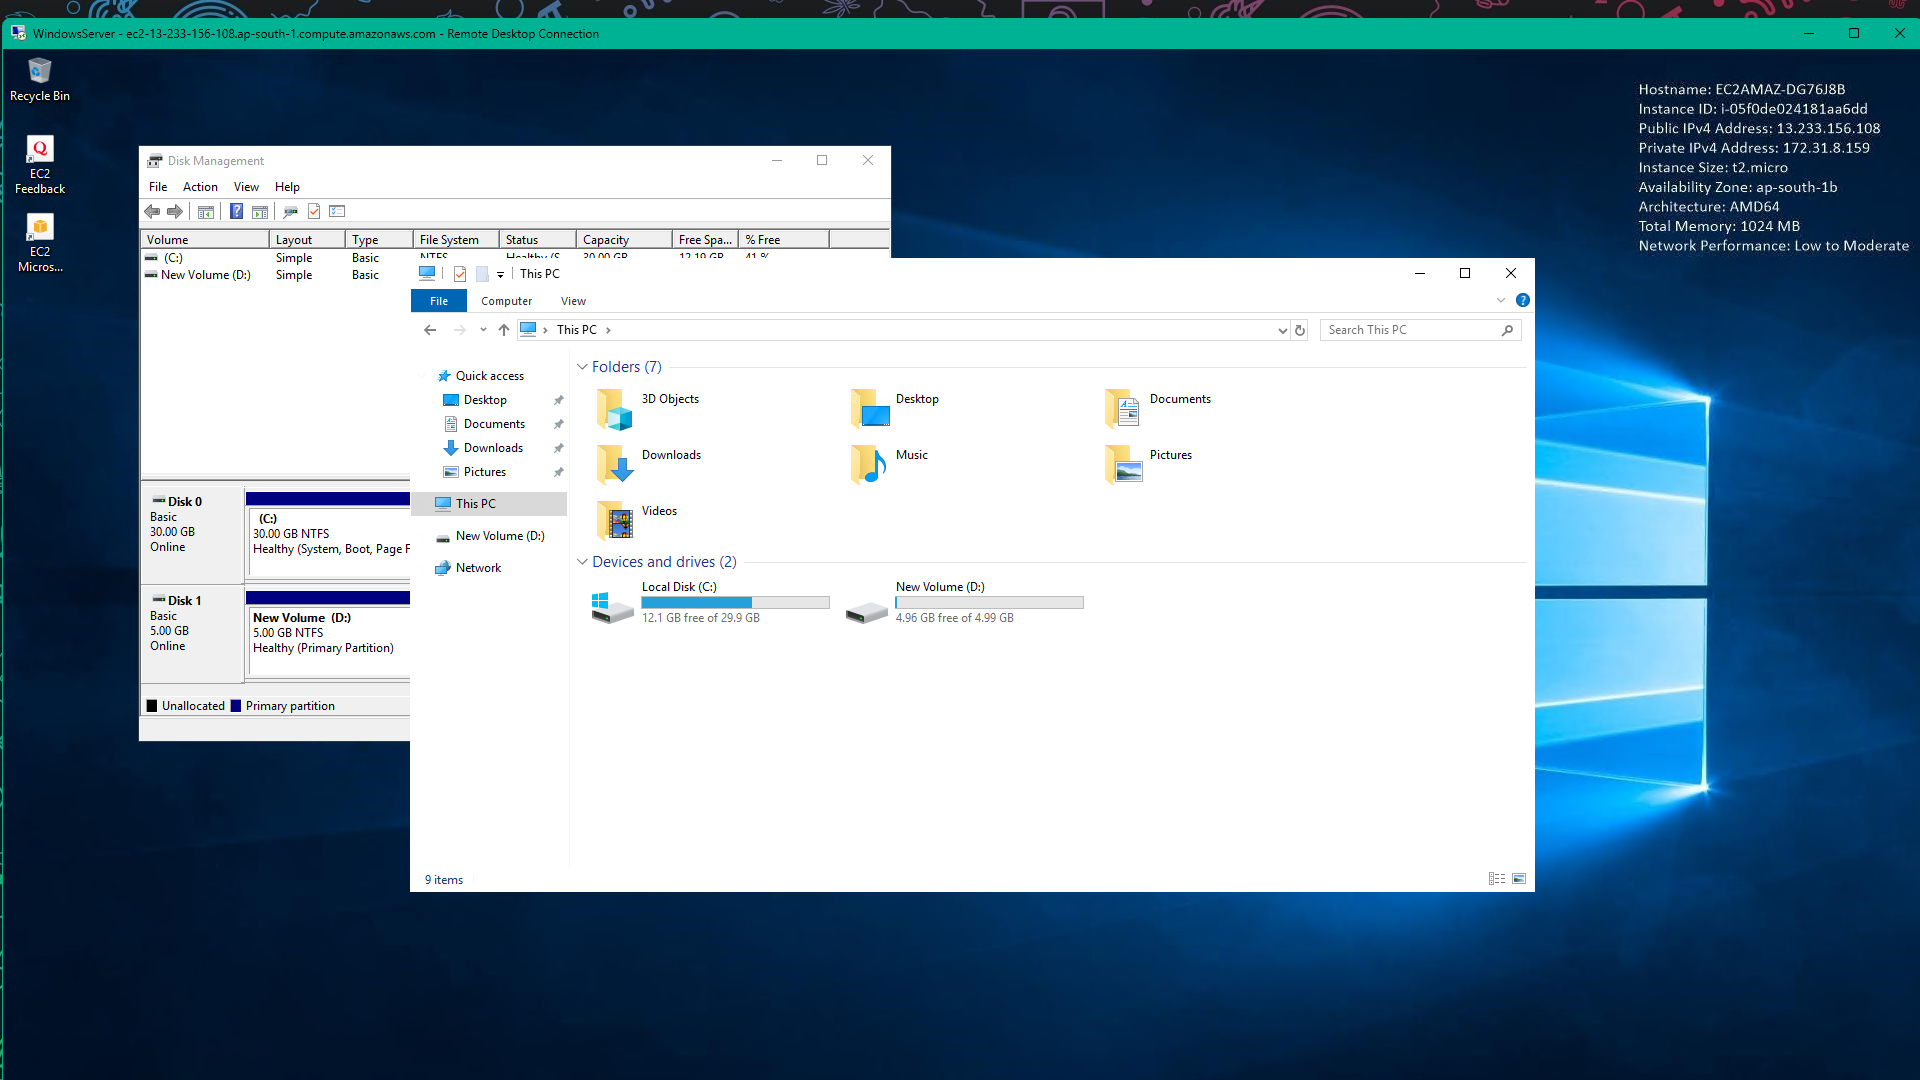 WindowsServer - ec2-13-233-156-108.ap-south-1.compute.amazonaws.com - Remote Desktop Connection
Recycle Bin
EC2
Feedback
EC2
Micros...
Hostname: EC2AMAZ-DG76J8B
Instance ID: i-05f0de024181aa6dd
Public IPv4 Address: 13.233.156.108
Private IPv4 Address: 172.31.8.159
Instance Size: t2.micro
Availability Zone: ap-south-1b
Architecture: AMD64
Total Memory: 1024 MB
Network Performance: Low to Moderate
Disk Management
File Action View Help
Volume Layout Type File System Status Capacity Free Spa... % Free
(C:) Simple Basic NTFS Healthy (S... 30.00 GB 12.19 GB 41 %
New Volume (D:) Simple Basic
Disk 0
Basic
30.00 GB
Online
(C:)
30.00 GB NTFS
Healthy (System, Boot, Page F
Disk 1
Basic
5.00 GB
Online
New Volume (D:)
5.00 GB NTFS
Healthy (Primary Partition)
Unallocated Primary partition
This PC
File Computer View
This PC
Search This PC
Quick access
Desktop
Documents
Downloads
Pictures
This PC
New Volume (D:)
Network
Folders (7)
3D Objects Desktop Documents
Downloads Music Pictures
Videos
Devices and drives (2)
Local Disk (C:)
12.1 GB free of 29.9 GB
New Volume (D:)
4.96 GB free of 4.99 GB
9 items